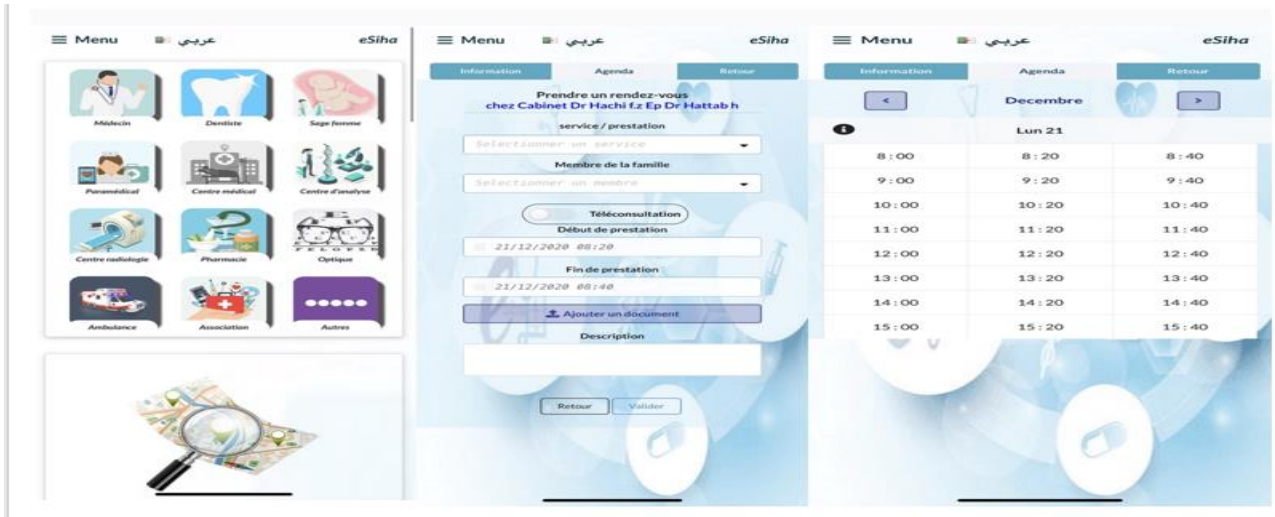 Menu عربي eSiha
Médecin Dentiste Sage femme
Paramédical Centre médical Centre d'analyse
FELOPZD
Centre radiologie Pharmacie Optique
Ambulance Association Autres
Menu عربي eSiha
Information Agenda Retour
Prendre un rendez-vous
chez Cabinet Dr Hachi f.z Ep Dr Hattab h
service / prestation
Selectionner un service
Membre de la famille
Selectionner un membre
Téléconsultation
Début de prestation
21/12/2020 08:20
Fin de prestation
21/12/2020 08:40
Ajouter un document
Description
Retour Valider
Menu عربي eSiha
Information Agenda Retour
< Decembre >
Lun 21
8 : 00 8 : 20 8 : 40
9 : 00 9 : 20 9 : 40
10 : 00 10 : 20 10 : 40
11 : 00 11 : 20 11 : 40
12 : 00 12 : 20 12 : 40
13 : 00 13 : 20 13 : 40
14 : 00 14 : 20 14 : 40
15 : 00 15 : 20 15 : 40